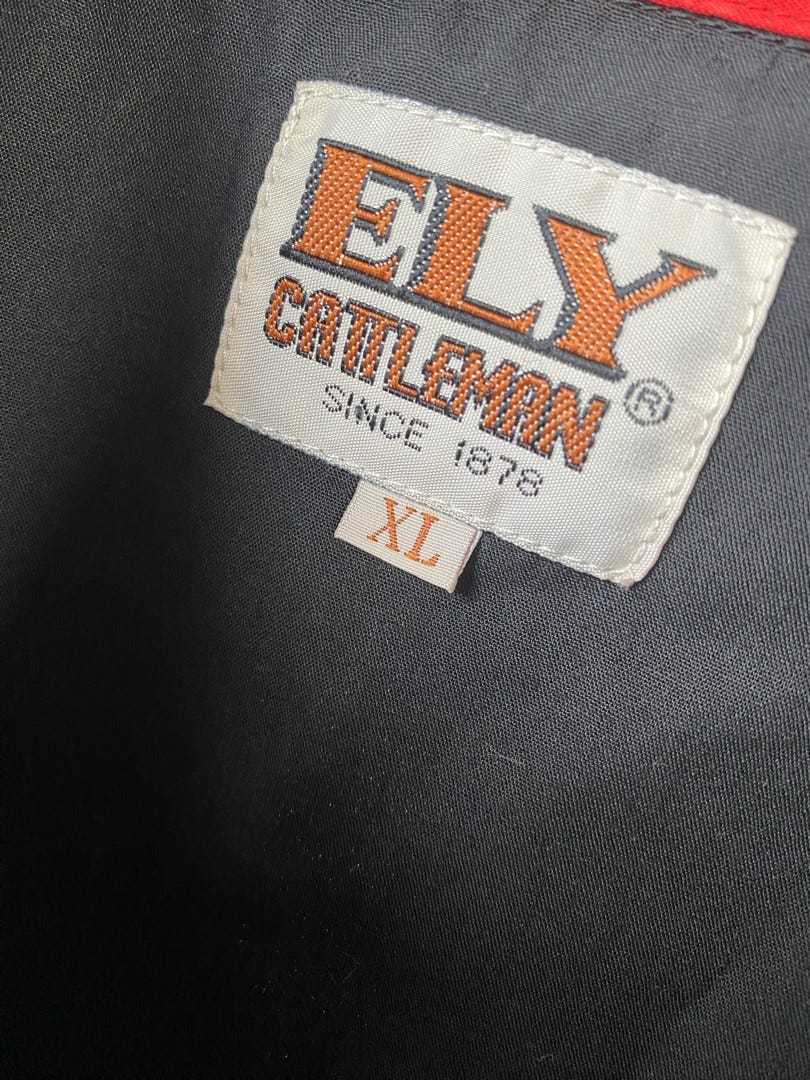 ELY
CATTLEMAN ®
SINCE 1878
XL